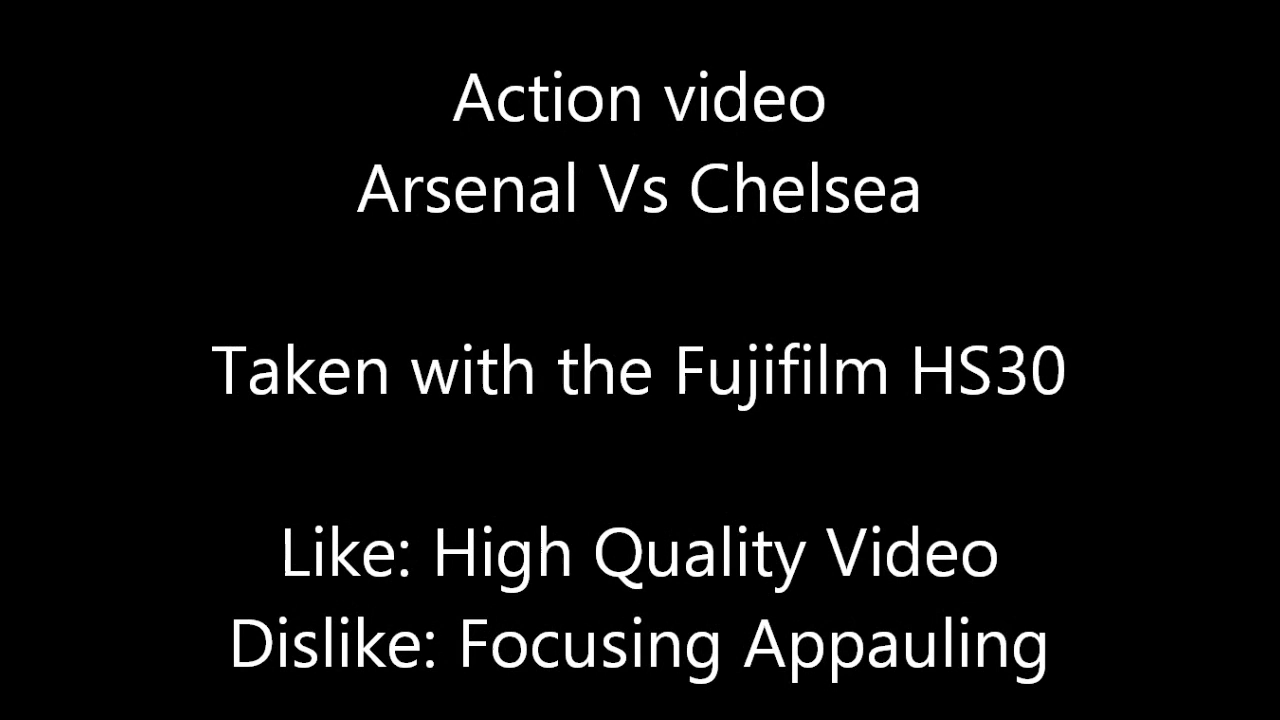 Action video
Arsenal Vs Chelsea
Taken with the Fujifilm HS30
Like: High Quality Video
Dislike: Focusing Appauling